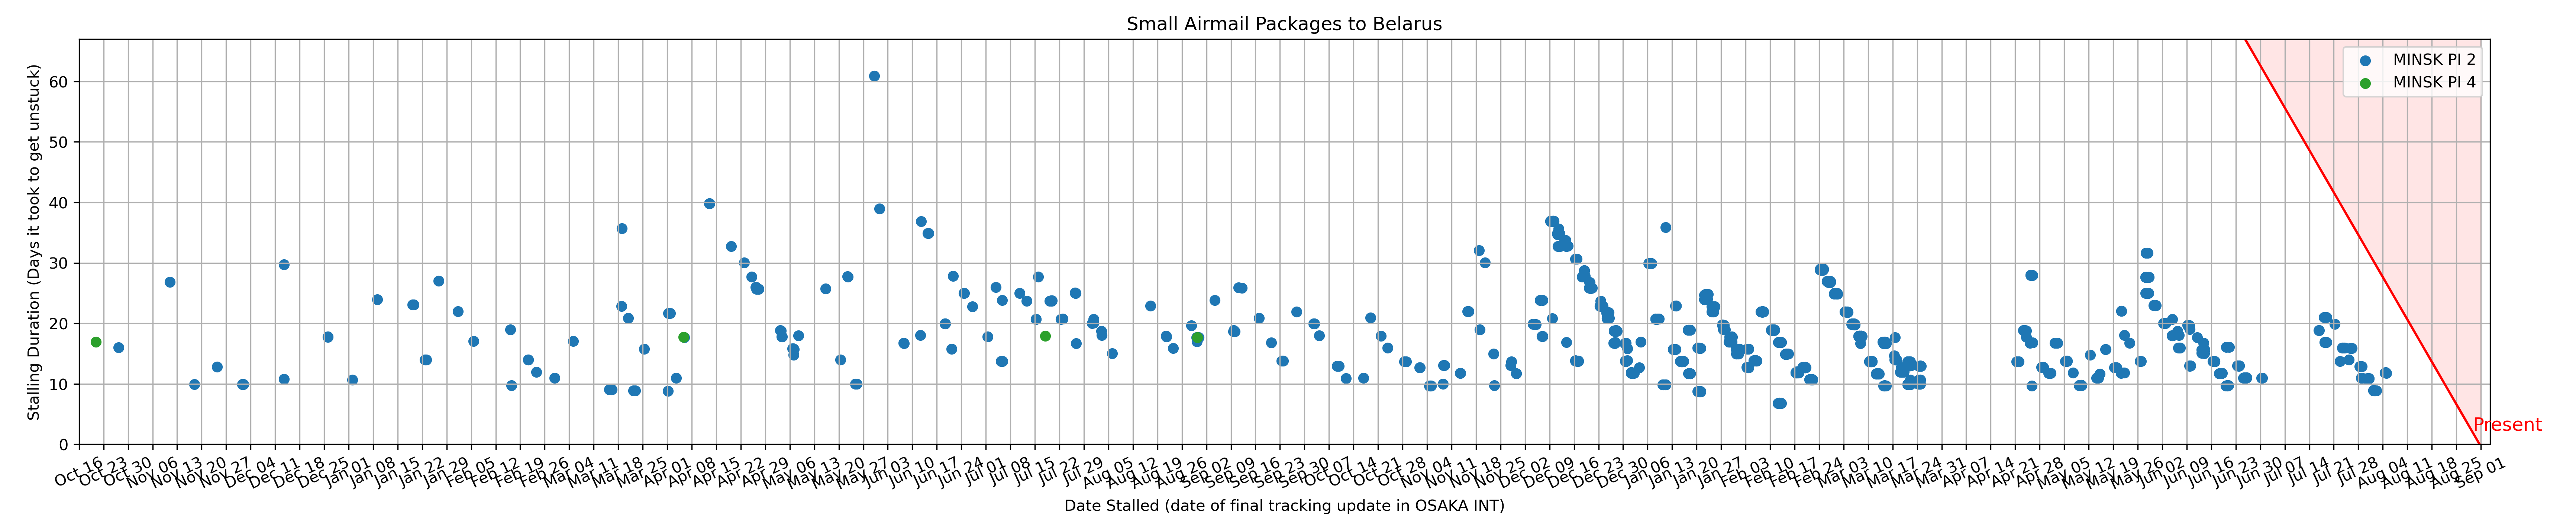 Small Airmail Packages to Belarus
MINSK PI 2
MINSK PI 4
Stalling Duration (Days it took to get unstuck)
60
50
40
30
20
10
0
Present
Oct 16 Oct 23 Oct 30 Nov 06 Nov 13 Nov 20 Nov 27 Dec 04 Dec 11 Dec 18 Dec 25 Jan 01 Jan 08 Jan 15 Jan 22 Jan 29 Feb 05 Feb 12 Feb 19 Feb 26 Mar 04 Mar 11 Mar 18 Mar 25 Apr 01 Apr 08 Apr 15 Apr 22 Apr 29 May 06 May 13 May 20 May 27 Jun 03 Jun 10 Jun 17 Jun 24 Jul 01 Jul 08 Jul 15 Jul 22 Jul 29 Aug 05 Aug 12 Aug 19 Aug 26 Sep 02 Sep 09 Sep 16 Sep 23 Sep 30 Oct 07 Oct 14 Oct 21 Oct 28 Nov 04 Nov 11 Nov 18 Nov 25 Dec 02 Dec 09 Dec 16 Dec 23 Dec 30 Jan 06 Jan 13 Jan 20 Jan 27 Feb 03 Feb 10 Feb 17 Feb 24 Mar 03 Mar 10 Mar 17 Mar 24 Mar 31 Apr 07 Apr 14 Apr 21 Apr 28 May 05 May 12 May 19 May 26 Jun 02 Jun 09 Jun 16 Jun 23 Jun 30 Jul 07 Jul 14 Jul 21 Jul 28 Aug 04 Aug 11 Aug 18 Aug 25 Sep 01
Date Stalled (date of final tracking update in OSAKA INT)